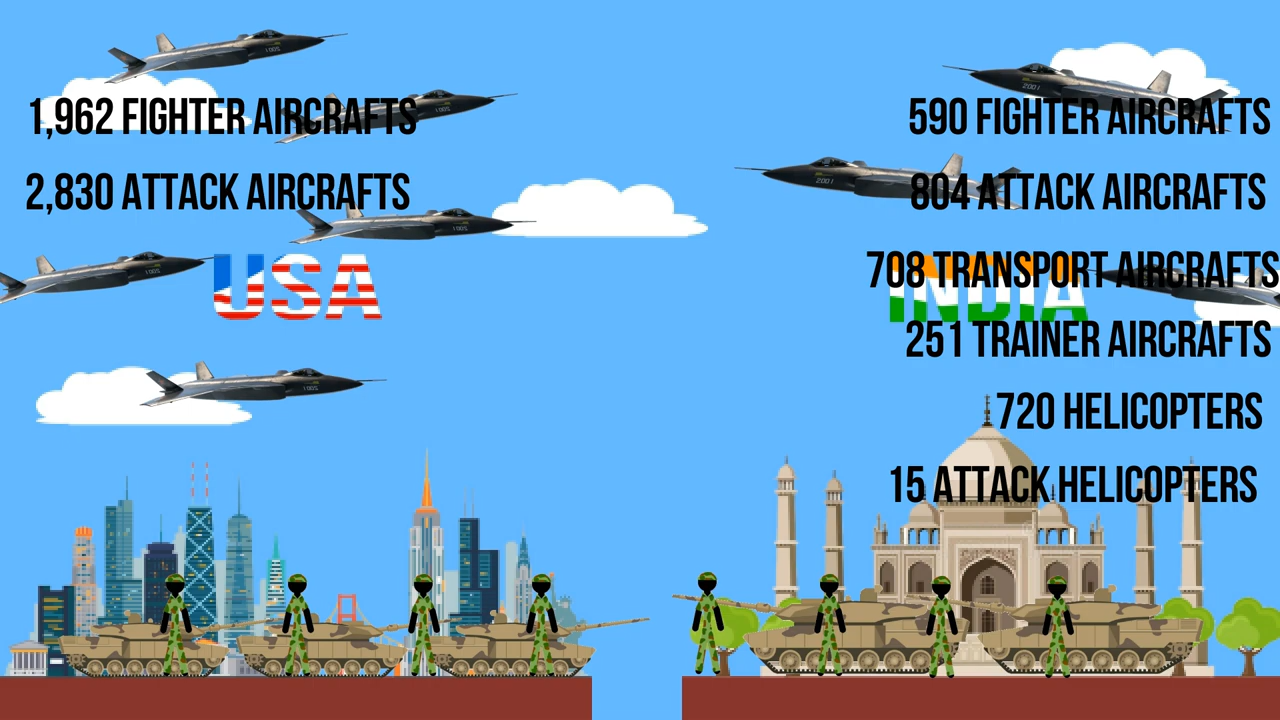 1,962 FIGHTER AIRCRAFTS
2,830 ATTACK AIRCRAFTS
USA
590 FIGHTER AIRCRAFTS
804 ATTACK AIRCRAFTS
708 TRANSPORT AIRCRAFTS
INDIA
251 TRAINER AIRCRAFTS
720 HELICOPTERS
15 ATTACK HELICOPTERS